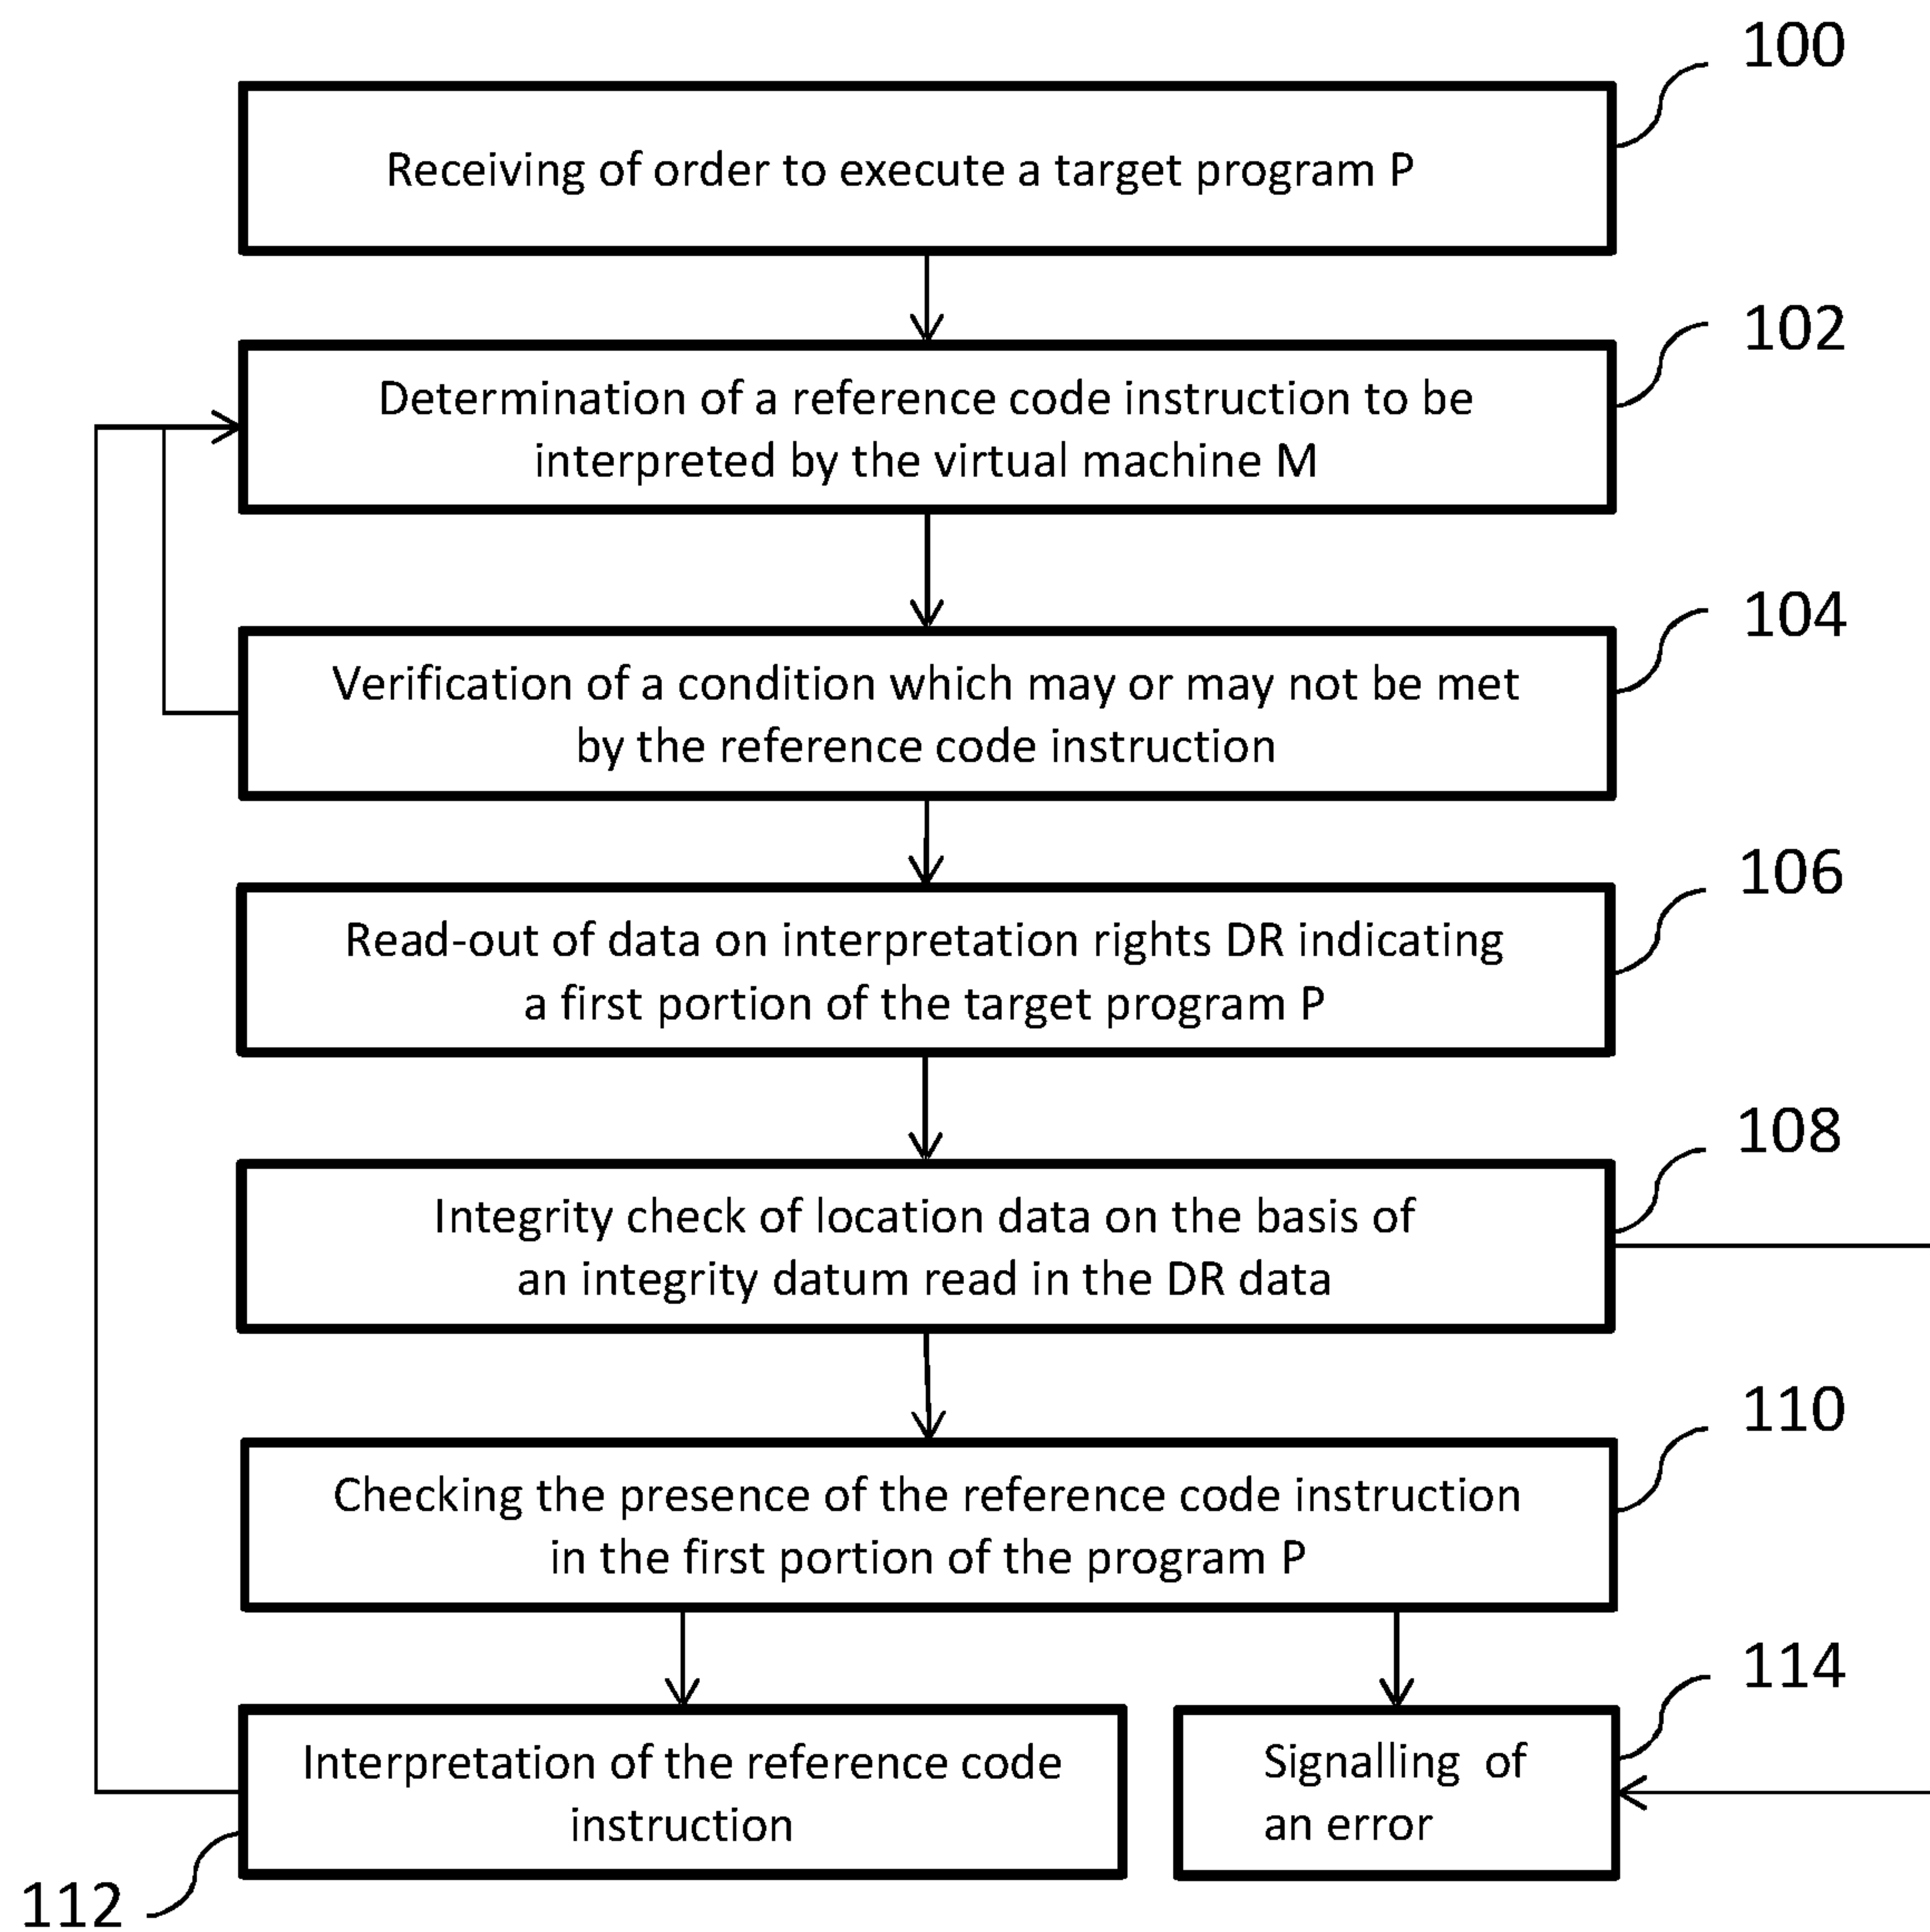 100
Receiving of order to execute a target program P
102
Determination of a reference code instruction to be
interpreted by the virtual machine M
104
Verification of a condition which may or may not be met
by the reference code instruction
106
Read-out of data on interpretation rights DR indicating
a first portion of the target program P
108
Integrity check of location data on the basis of
an integrity datum read in the DR data
110
Checking the presence of the reference code instruction
in the first portion of the program P
114
Interpretation of the reference code
instruction
Signalling of
an error
112